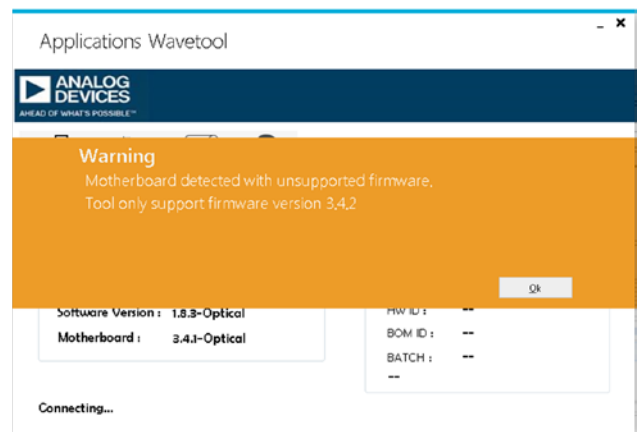 Applications Wavetool
ANALOG
DEVICES
AHEAD OF WHAT'S POSSIBLE™
Warning
Motherboard detected with unsupported firmware,
Tool only support firmware version 3.4.2
Ok
Software Version : 1.8.3-Optical
Motherboard : 3.4.1-Optical
HW ID : --
BOM ID : --
BATCH : --
--
Connecting...